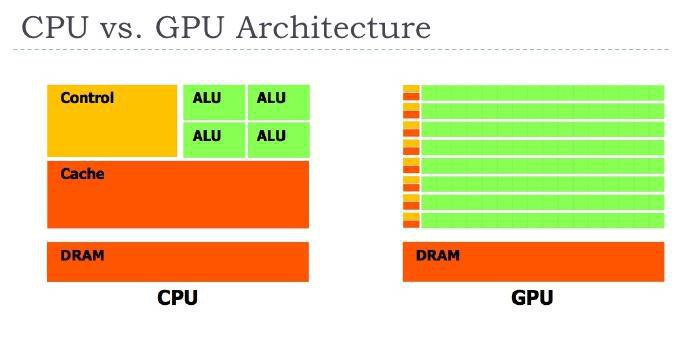 CPU vs. GPU Architecture
Control
ALU
ALU
ALU
ALU
Cache
DRAM
CPU
DRAM
GPU